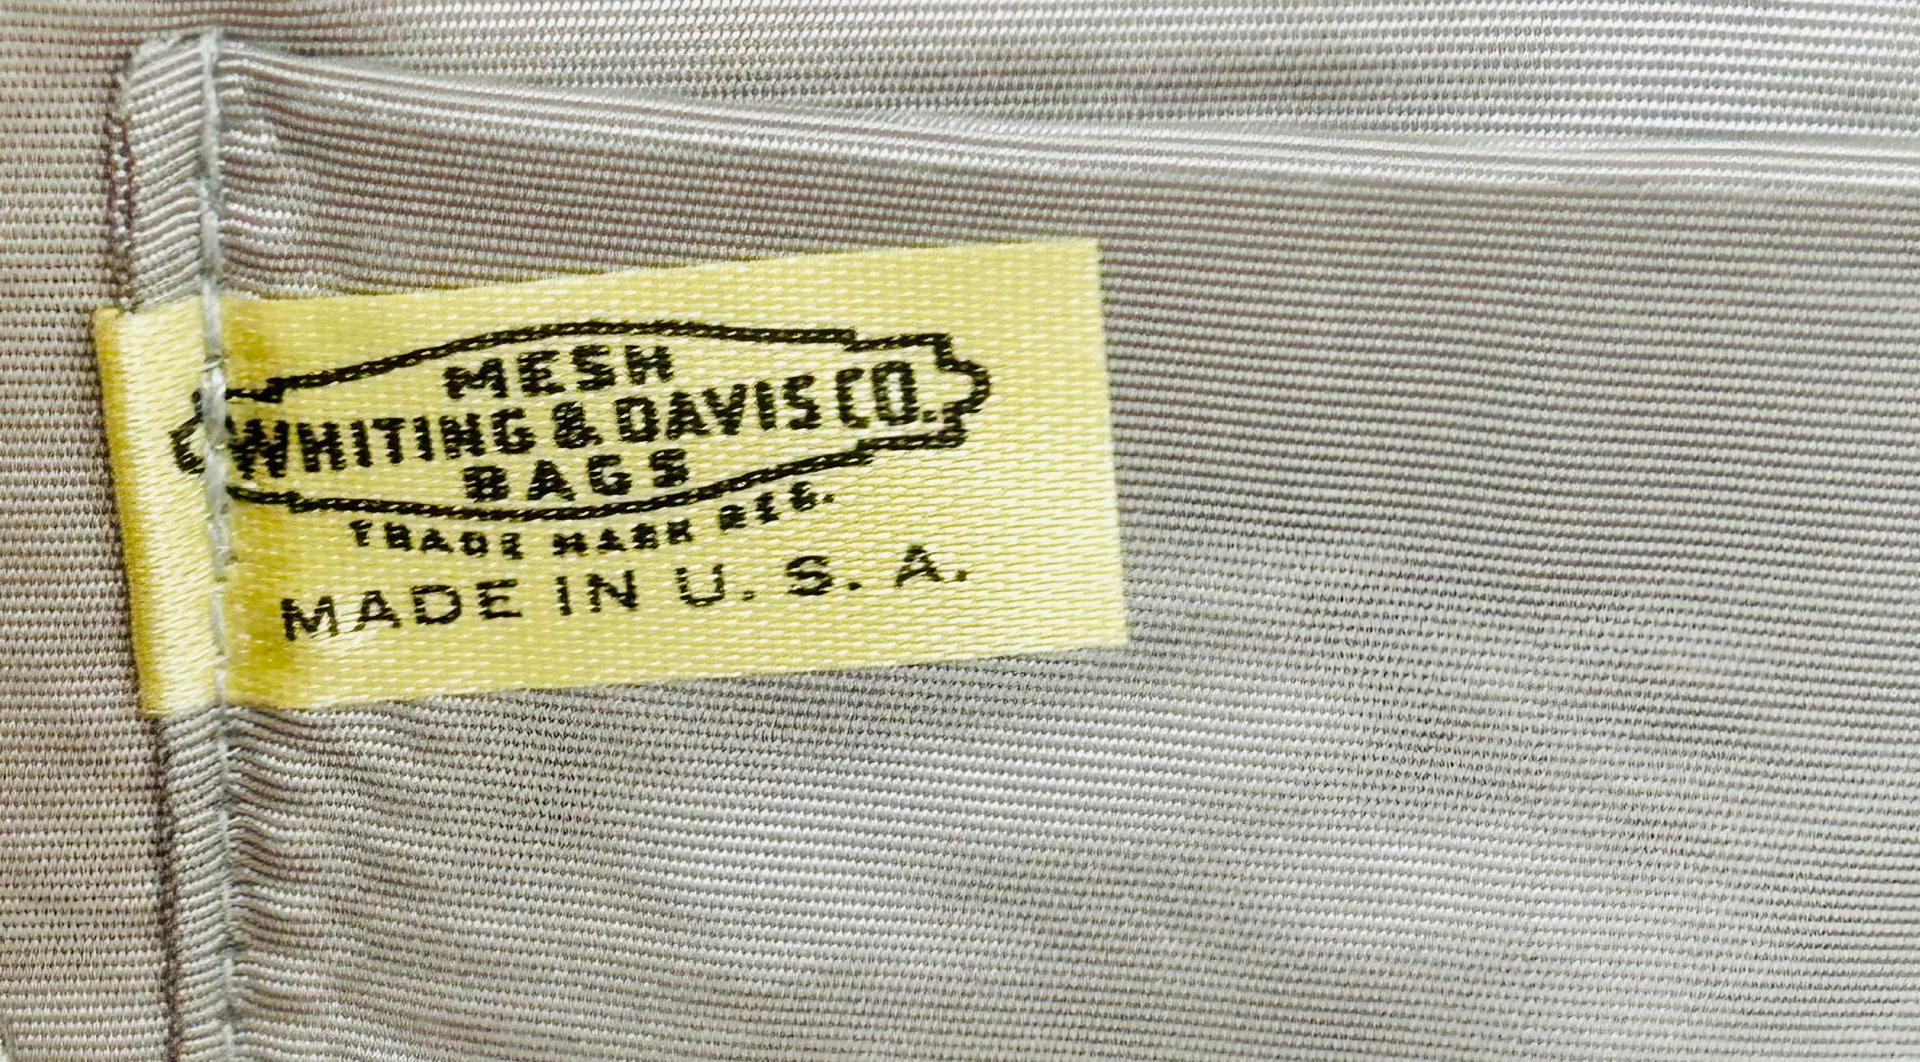 MESH
WHITING & DAVIS CO.
BAGS
TRADE MARK REG.
MADE IN U. S. A.